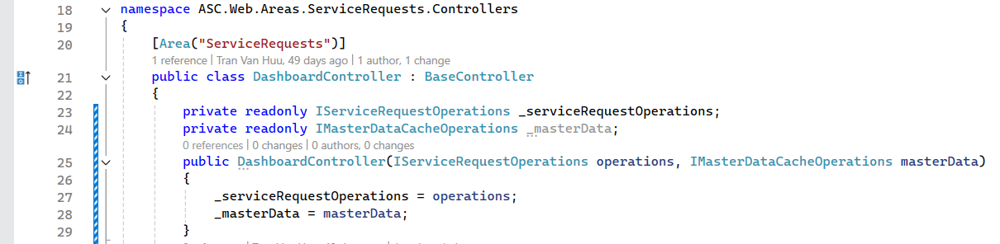 18 namespace ASC.Web.Areas.ServiceRequests.Controllers
19 {
20 [Area("ServiceRequests")]
1 reference | Tran Van Huu, 49 days ago | 1 author, 1 change
21 public class DashboardController : BaseController
22 {
23 private readonly IServiceRequestOperations _serviceRequestOperations;
24 private readonly IMasterDataCacheOperations _masterData;
0 references | 0 changes | 0 authors, 0 changes
25 public DashboardController(IServiceRequestOperations operations, IMasterDataCacheOperations masterData)
26 {
27 _serviceRequestOperations = operations;
28 _masterData = masterData;
29 }